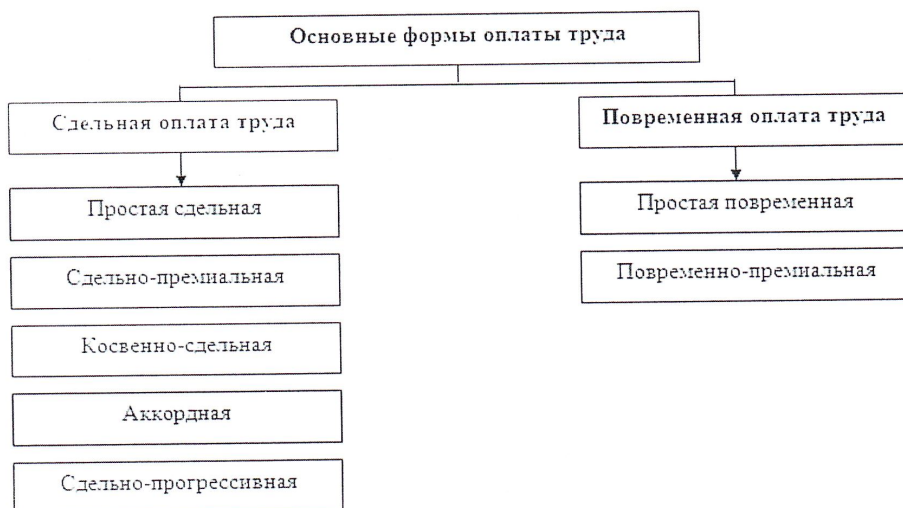 Основные формы оплаты труда
Сдельная оплата труда
Повременная оплата труда
Простая сдельная
Простая повременная
Сдельно-премиальная
Повременно-премиальная
Косвенно-сдельная
Аккордная
Сдельно-прогрессивная